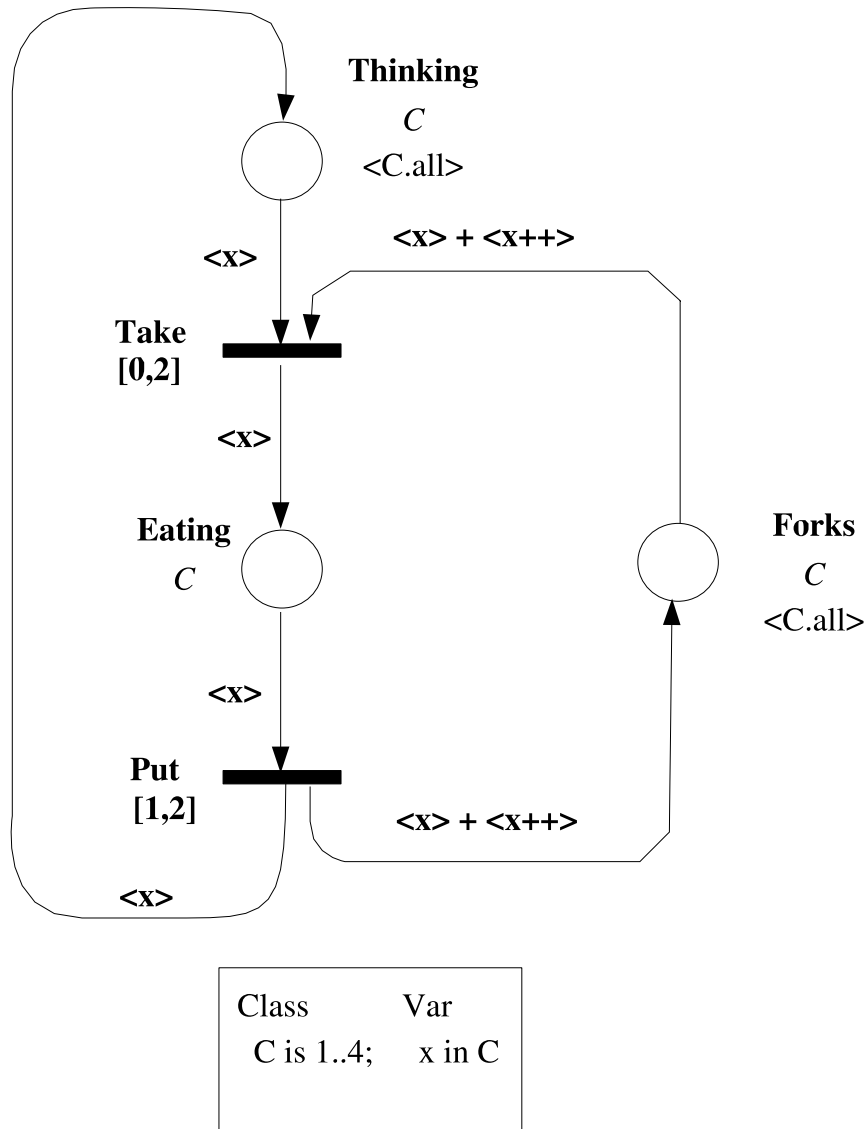 Thinking
C
<C.all>
<x>
<x> + <x++>
Take
[0,2]
<x>
Eating
C
Forks
C
<C.all>
<x>
Put
[1,2]
<x> + <x++>
<x>
Class Var
C is 1..4; x in C